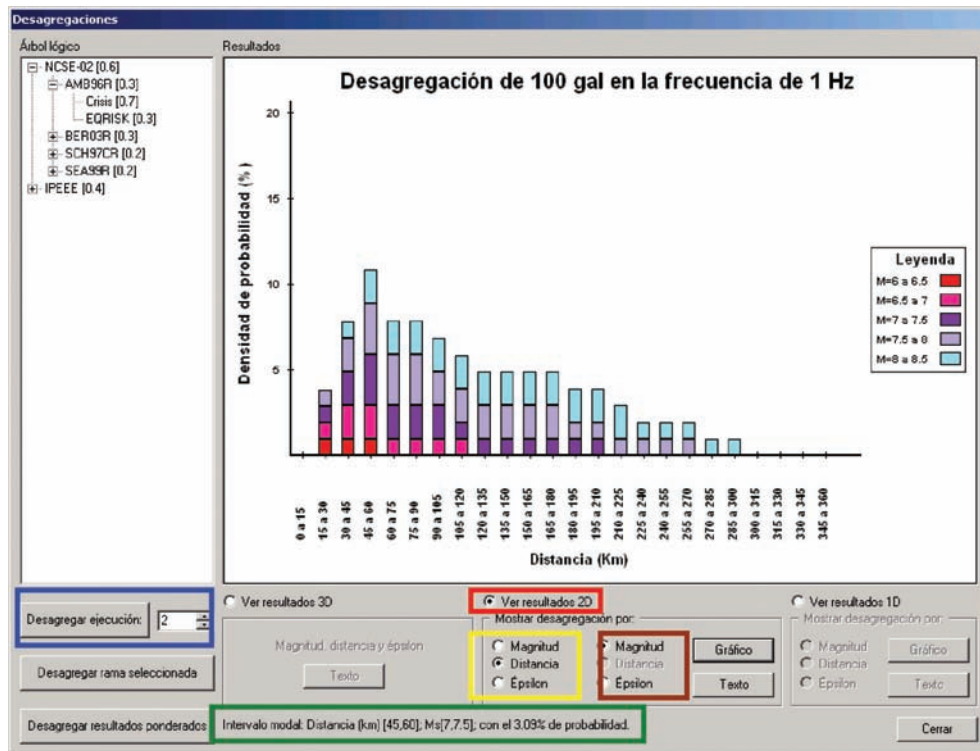 Desagregaciones
Árbol lógico
NCSE-02 [0.6]
AMB96R [0.3]
Crisis [0.7]
EQRISK [0.3]
BER03R [0.3]
SCH97CR [0.2]
SEA99R [0.2]
IPEEE [0.4]
Resultados
Desagregación de 100 gal en la frecuencia de 1 Hz
Densidad de probabilidad (%)
20
15
10
5
0 a 15
15 a 30
30 a 45
45 a 60
60 a 75
75 a 90
90 a 105
105 a 120
120 a 135
135 a 150
150 a 165
165 a 180
180 a 195
195 a 210
210 a 225
225 a 240
240 a 255
255 a 270
270 a 285
285 a 300
300 a 315
315 a 330
330 a 345
345 a 360
Distancia (Km)
Leyenda
M=6 a 6.5
M=6.5 a 7
M=7 a 7.5
M=7.5 a 8
M=8 a 8.5
Desagregar ejecución:
2
Desagregar rama seleccionada
Desagregar resultados ponderados
Ver resultados 3D
Magnitud, distancia y épsilon
Texto
Ver resultados 2D
Mostrar desagregación por:
Magnitud
Distancia
Épsilon
Magnitud
Distancia
Épsilon
Gráfico
Texto
Ver resultados 1D
Mostrar desagregación por:
Magnitud
Distancia
Épsilon
Gráfico
Texto
Intervalo modal: Distancia (km) [45,60]; Ms[7,7.5]; con el 3.09% de probabilidad.
Cerrar